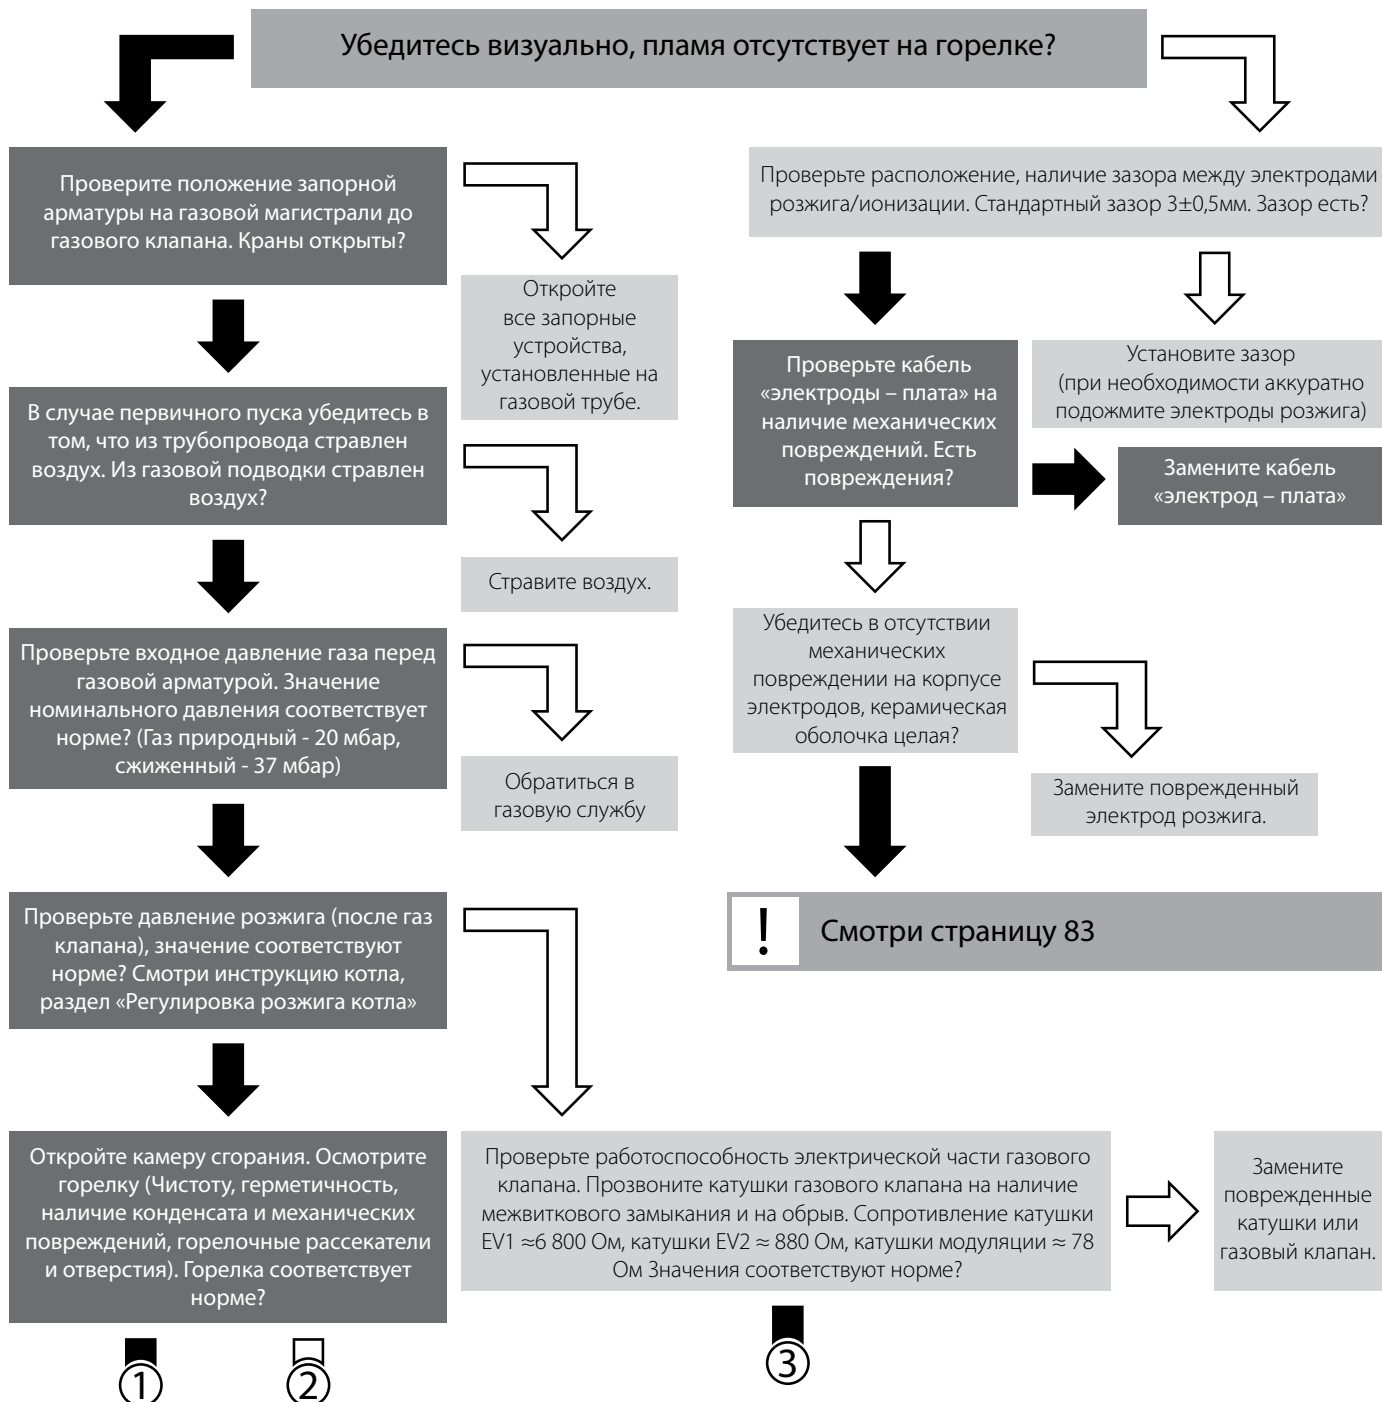 Убедитесь визуально, пламя отсутствует на горелке?
Проверите положение запорной
арматуры на газовой магистрали до
газового клапана. Краны открыты?
Откройте
все запорные
устройства,
установленные на
газовой трубе.
В случае первичного пуска убедитесь в
том, что из трубопровода стравлен
воздух. Из газовой подводки стравлен
воздух?
Стравите воздух.
Проверьте входное давление газа перед
газовой арматурой. Значение
номинального давления соответствует
норме? (Газ природный - 20 мбар,
сжиженный - 37 мбар)
Обратиться в
газовую службу
Проверьте давление розжига (после газ
клапана), значение соответствуют
норме? Смотри инструкцию котла,
раздел «Регулировка розжига котла»
Откройте камеру сгорания. Осмотрите
горелку (Чистоту, герметичность,
наличие конденсата и механических
повреждений, горелочные рассекатели
и отверстия). Горелка соответствует
норме?
1
2
Проверьте расположение, наличие зазора между электродами
розжига/ионизации. Стандартный зазор 3±0,5мм. Зазор есть?
Проверьте кабель
«электроды – плата» на
наличие механических
повреждений. Есть
повреждения?
Установите зазор
(при необходимости аккуратно
подожмите электроды розжига)
Замените кабель
«электрод – плата»
Убедитесь в отсутствии
механических
повреждении на корпусе
электродов, керамическая
оболочка целая?
Замените поврежденный
электрод розжига.
! Смотри страницу 83
Проверьте работоспособность электрической части газового
клапана. Прозвоните катушки газового клапана на наличие
межвиткового замыкания и на обрыв. Сопротивление катушки
EV1 ≈6 800 Ом, катушки EV2 ≈ 880 Ом, катушки модуляции ≈ 78
Ом Значения соответствуют норме?
Замените
поврежденные
катушки или
газовый клапан.
3